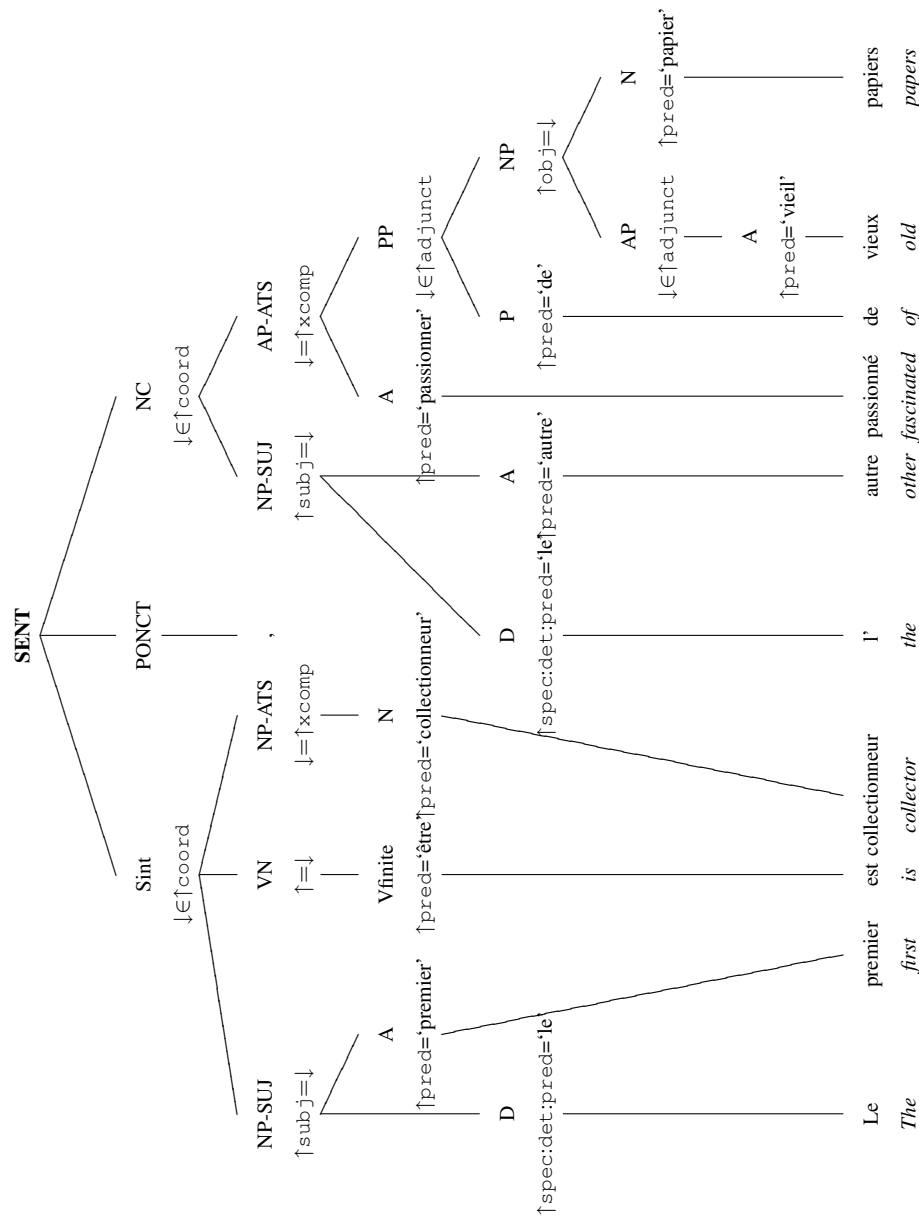 SENT
Sint PONCT NC
↓∈↑coord ↓∈↑coord
NP-SUJ VN NP-ATS , NP-SUJ AP-ATS
↑subj=↓ ↑=↓ ↓=↑xcomp ↑subj=↓ ↓=↑xcomp
A Vfinite N A PP
↑pred=‘premier’ ↑pred=‘être’ ↑pred=‘collectionneur’ ↑pred=‘passionner’ ↓∈↑adjunct
D D A P NP
↑spec:det:pred=‘le’ ↑spec:det:pred=‘le’ ↑pred=‘autre’ ↑pred=‘de’ ↑obj=↓
AP N
↓∈↑adjunct ↑pred=‘papier’
A
↑pred=‘vieil’
Le premier est collectionneur l’ autre passionné de vieux papiers
The first is collector the other fascinated of old papers